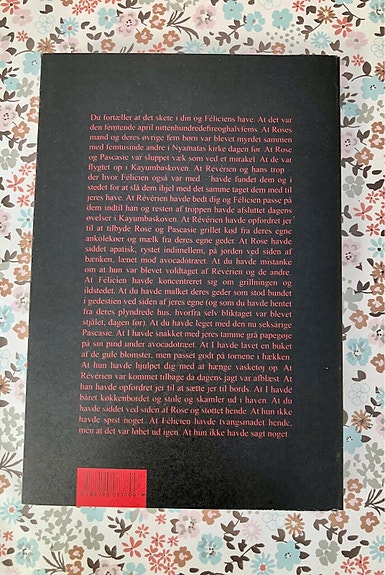 Du fortæller at det skete i din og Féliciens have. At det var
den femtende april nittenhundredefireoghalvfems. At Roses
mand og deres øvrige fem børn var blevet myrdet sammen
med femtusinde andre i Nyamatas kirke dagen før. At Rose
og Pascasie var sluppet væk som ved et mirakel. At de var
flygtet op i Kayumbaskoven. At Révérien og hans trop –
der hvor Félicien også var med – havde fundet dem og i
stedet for at slå dem ihjel med det samme taget dem med til
jeres have. At Révérien havde bedt dig og Félicien passe på
dem indtil han og resten af troppen havde afsluttet dagens
øvelser i Kayumbaskoven. At Révérien havde opfordret jer
til at tilbyde Rose og Pascasie grillet kød fra deres egne
ankolekøer og mælk fra deres egne geder. At Rose havde
siddet apatisk, rystet indimellem, på jorden ved siden af
bænken, lænet mod avocadotræet. At du havde mistanke
om at hun var blevet voldtaget af Révérien og de andre.
At Félicien havde koncentreret sig om grillningen og
ildstedet. At du havde malket deres geder som stod bundet
i gedestien ved siden af jeres egne (og som du havde hentet
fra deres plyndrede hus, hvorfra selv bliktaget var blevet
stjålet, dagen før). At du havde leget med den nu seksårige
Pascasie. At I havde snakket med jeres tamme grå papegøje
på sin pind under avocadotræet. At I havde lavet en buket
af de gule blomster, men passet godt på tornene i hækken.
At hun havde hjulpet dig med at hænge vasketøj op. At
Révérien var kommet tilbage da dagens jagt var afblæst. At
han havde opfordret jer til at sætte jer til bords. At I havde
båret køkkenbordet og stole og skamler ud i haven. At du
havde siddet ved siden af Rose og støttet hende. At hun ikke
havde spist noget. At Félicien havde tvangsmadet hende,
men at det var løbet ud igen. At hun ikke havde sagt noget.